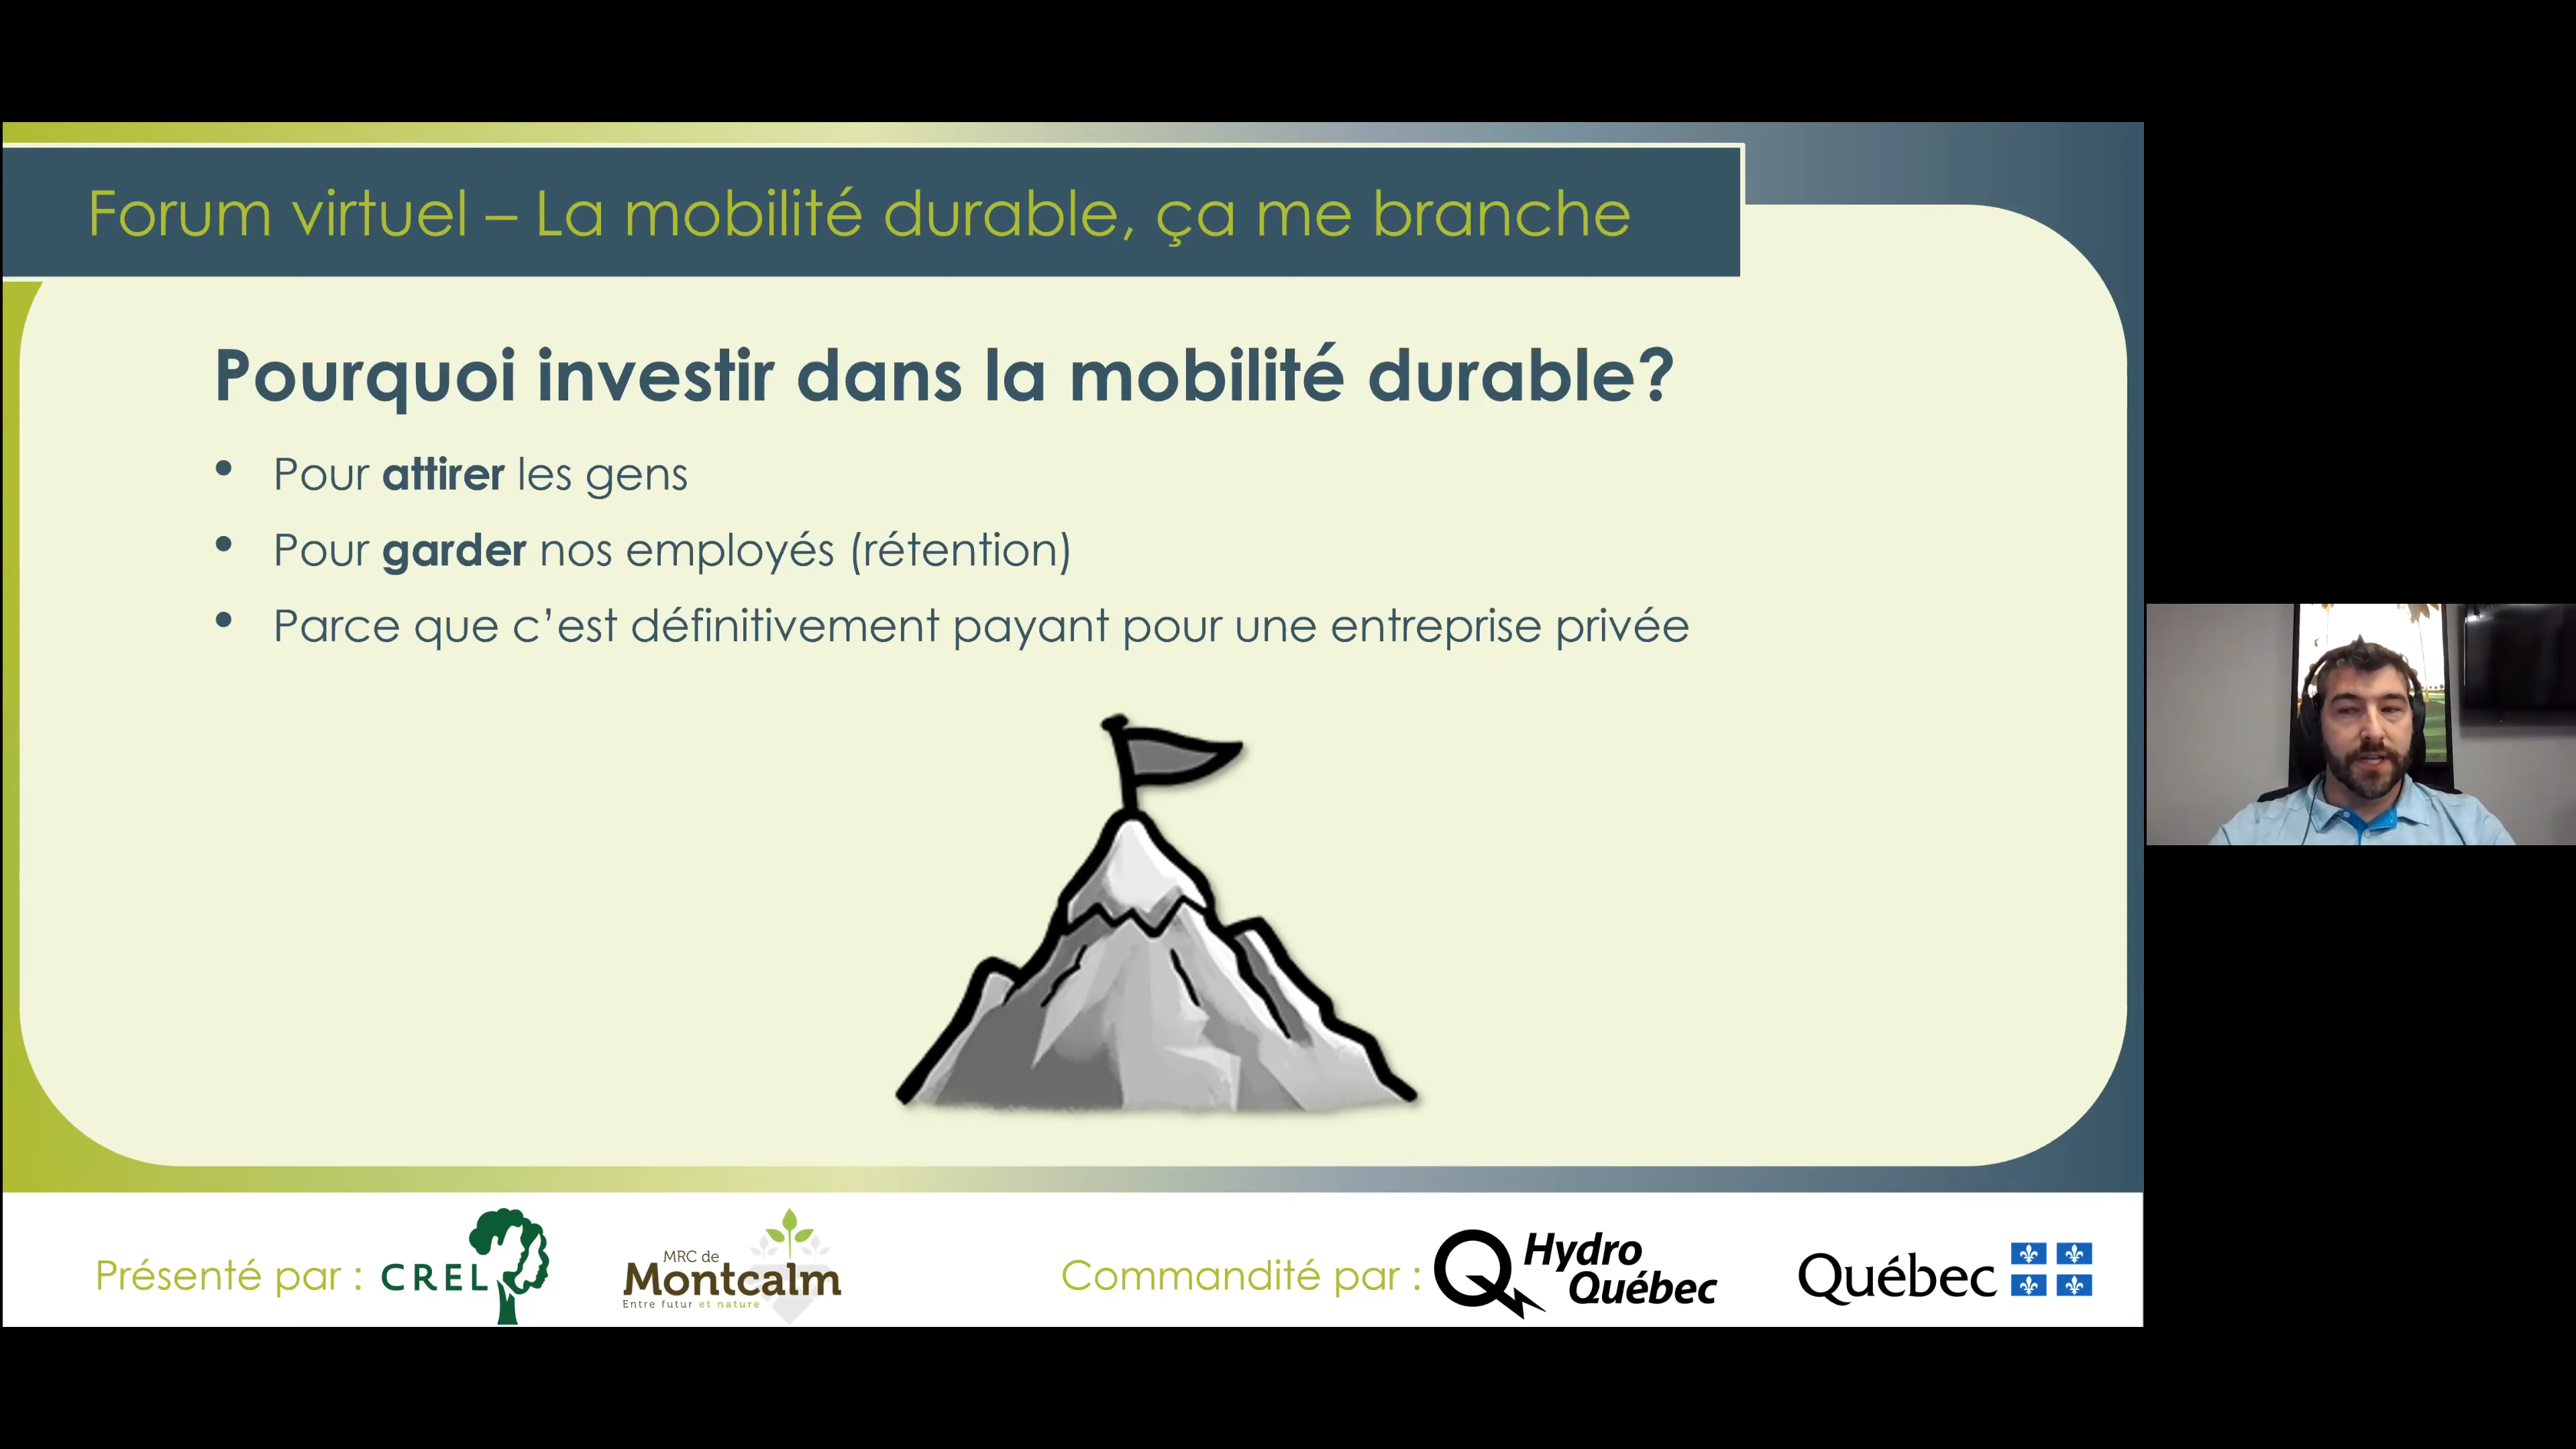 Forum virtuel – La mobilité durable, ça me branche
Pourquoi investir dans la mobilité durable?
• Pour attirer les gens
• Pour garder nos employés (rétention)
• Parce que c’est définitivement payant pour une entreprise privée
Présenté par : CREL
MRC de
Montcalm
Entre futur et nature
Commandité par :
Hydro
Québec
Québec